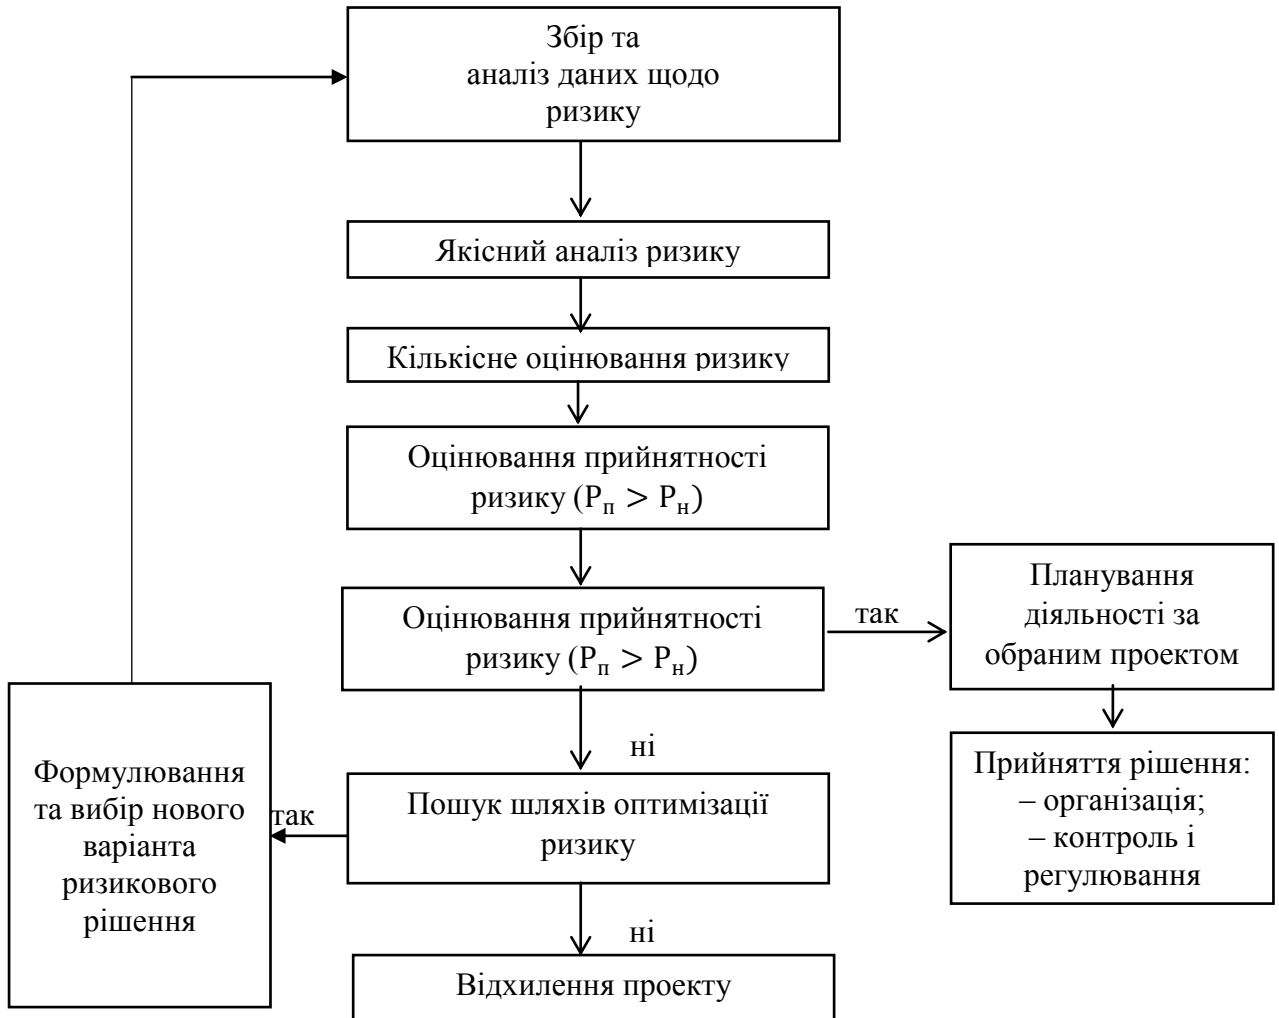 Збір та
аналіз даних щодо
ризику
Якісний аналіз ризику
Кількісне оцінювання ризику
Оцінювання прийнятності
ризику (Рп > Рн)
Оцінювання прийнятності
ризику (Рп > Рн)
так
Планування
діяльності за
обраним проектом
ні
Прийняття рішення:
– організація;
– контроль і
регулювання
Пошук шляхів оптимізації
ризику
так
Формулювання
та вибір нового
варіанта
ризикового
рішення
ні
Відхилення проекту